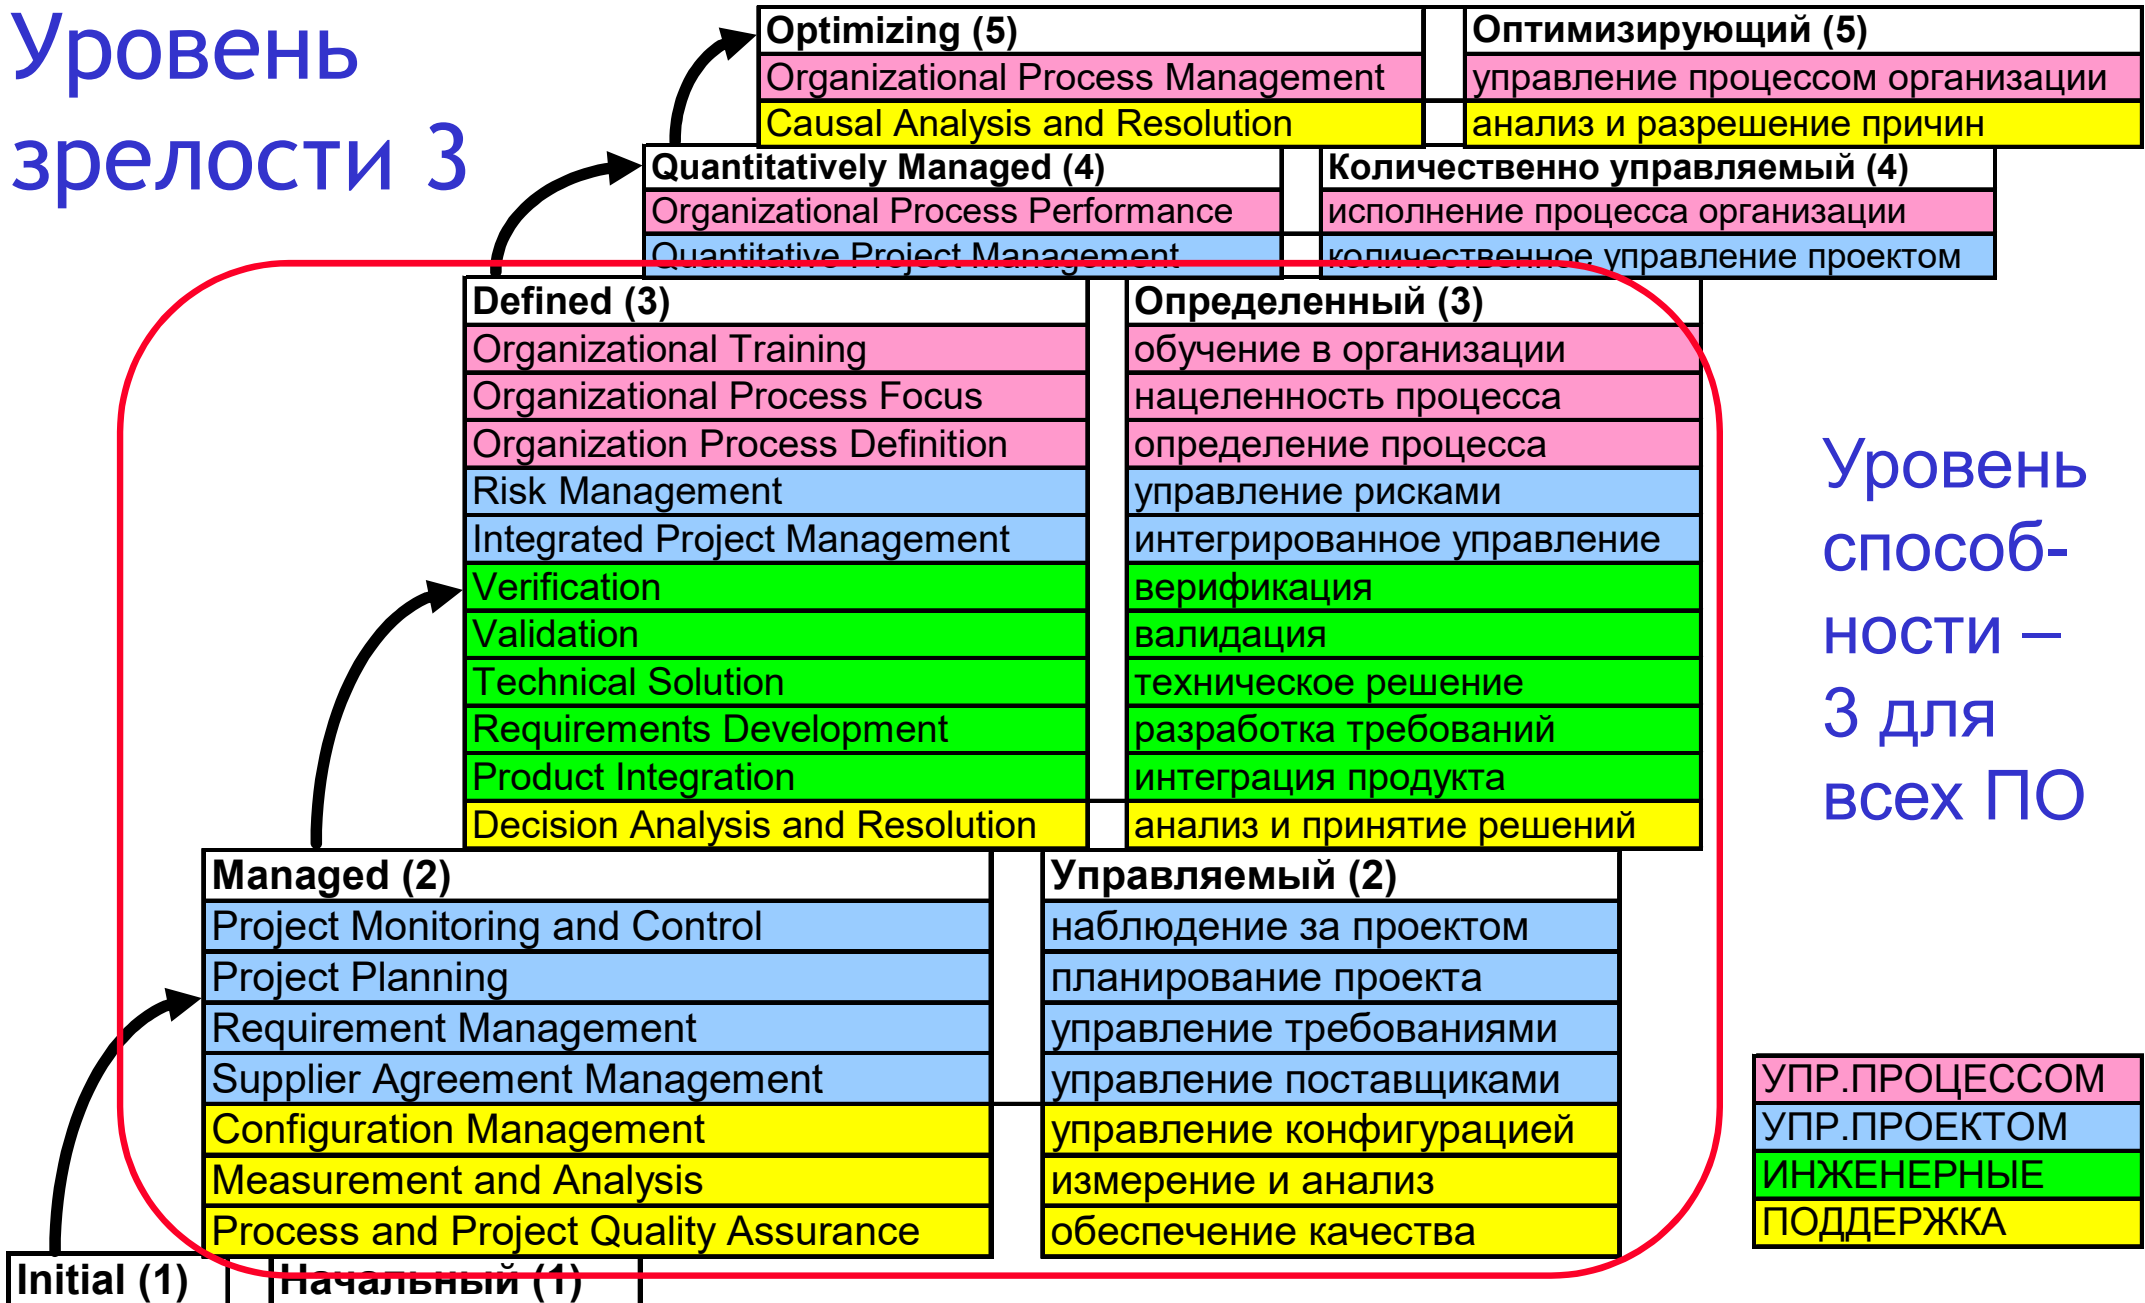 Уровень
зрелости 3
Optimizing (5) Оптимизирующий (5)
Organizational Process Management управление процессом организации
Causal Analysis and Resolution анализ и разрешение причин
Quantitatively Managed (4) Количественно управляемый (4)
Organizational Process Performance исполнение процесса организации
Quantitative Project Management количественное управление проектом
Defined (3) Определенный (3)
Organizational Training обучение в организации
Organizational Process Focus нацеленность процесса
Organization Process Definition определение процесса
Risk Management управление рисками
Integrated Project Management интегрированное управление
Verification верификация
Validation валидация
Technical Solution техническое решение
Requirements Development разработка требований
Product Integration интеграция продукта
Decision Analysis and Resolution анализ и принятие решений
Managed (2) Управляемый (2)
Project Monitoring and Control наблюдение за проектом
Project Planning планирование проекта
Requirement Management управление требованиями
Supplier Agreement Management управление поставщиками
Configuration Management управление конфигурацией
Measurement and Analysis измерение и анализ
Process and Project Quality Assurance обеспечение качества
Initial (1) Начальный (1)
Уровень
способ-
ности –
3 для
всех ПО
УПР.ПРОЦЕССОМ
УПР.ПРОЕКТОМ
ИНЖЕНЕРНЫЕ
ПОДДЕРЖКА